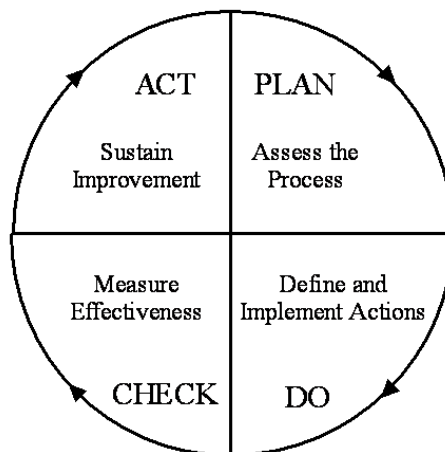 ACT
Sustain
Improvement
PLAN
Assess the
Process
Measure
Effectiveness
CHECK
Define and
Implement Actions
DO